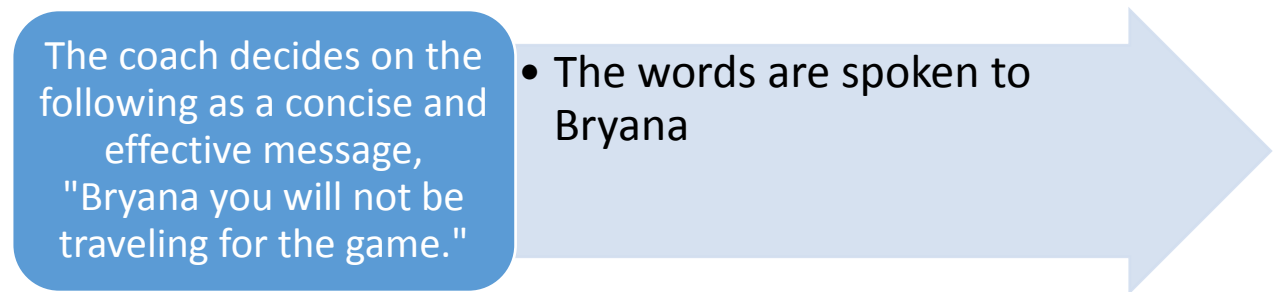 The coach decides on the
following as a concise and
effective message,
"Bryana you will not be
traveling for the game."
• The words are spoken to
Bryana